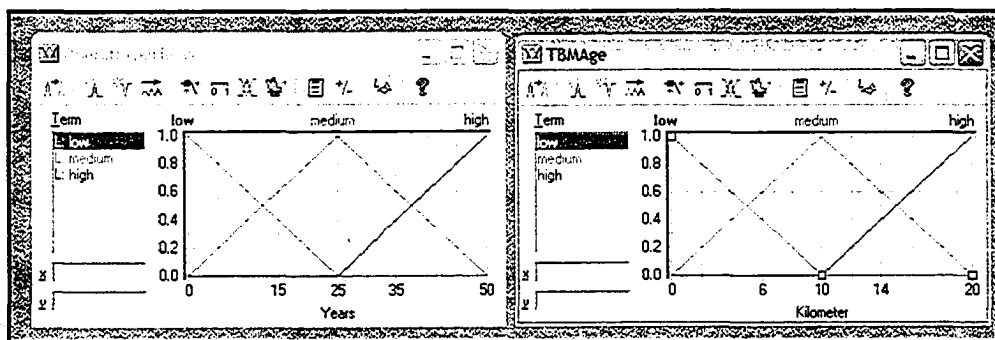 TBMAge
Term
low
medium
high
low
L: medium
L: high
1.0
0.8
0.6
0.4
0.2
0.0
x
y
0
15
25
35
50
Years
Term
low
medium
high
low
medium
high
1.0
0.8
0.6
0.4
0.2
0.0
x
y
0
6
10
14
20
Kilometer